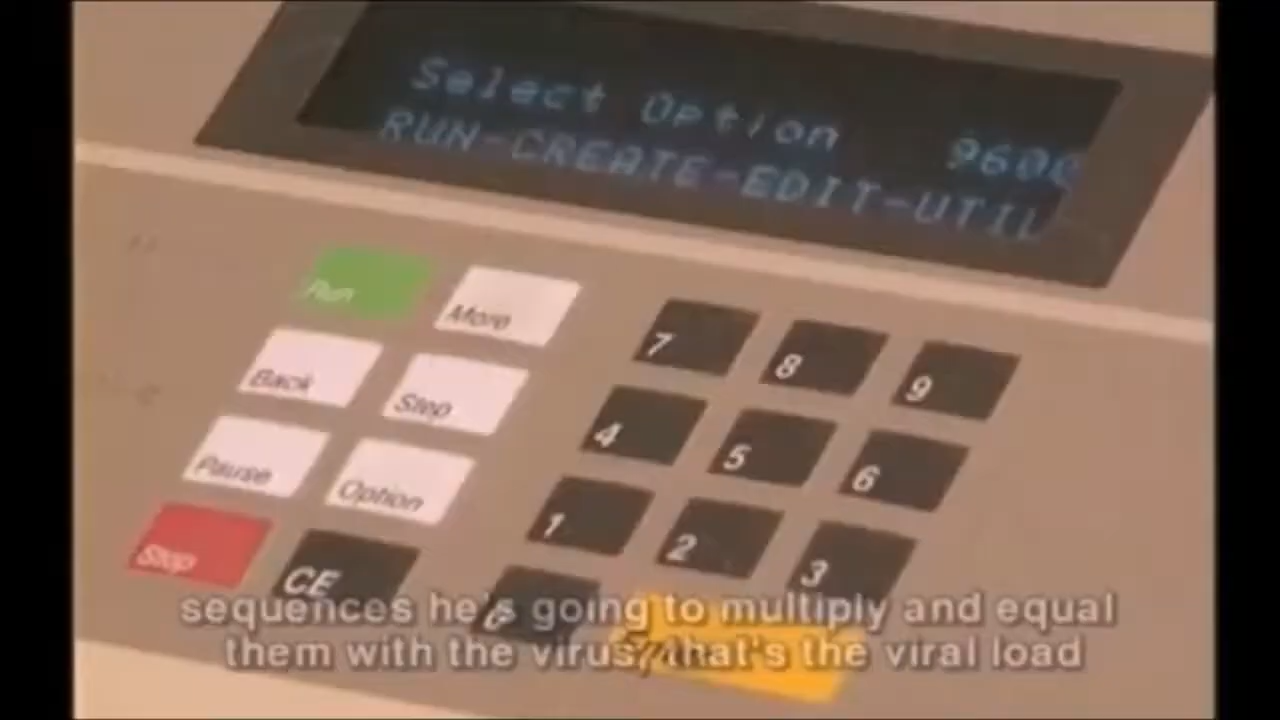 Select Option 9600
RUN-CREATE-EDIT-UTIL
Run
More
7
8
9
Back
Step
4
5
6
Pause
Option
1
2
3
Stop
CE
0
sequences he's going to multiply and equal
them with the virus, that's the viral load